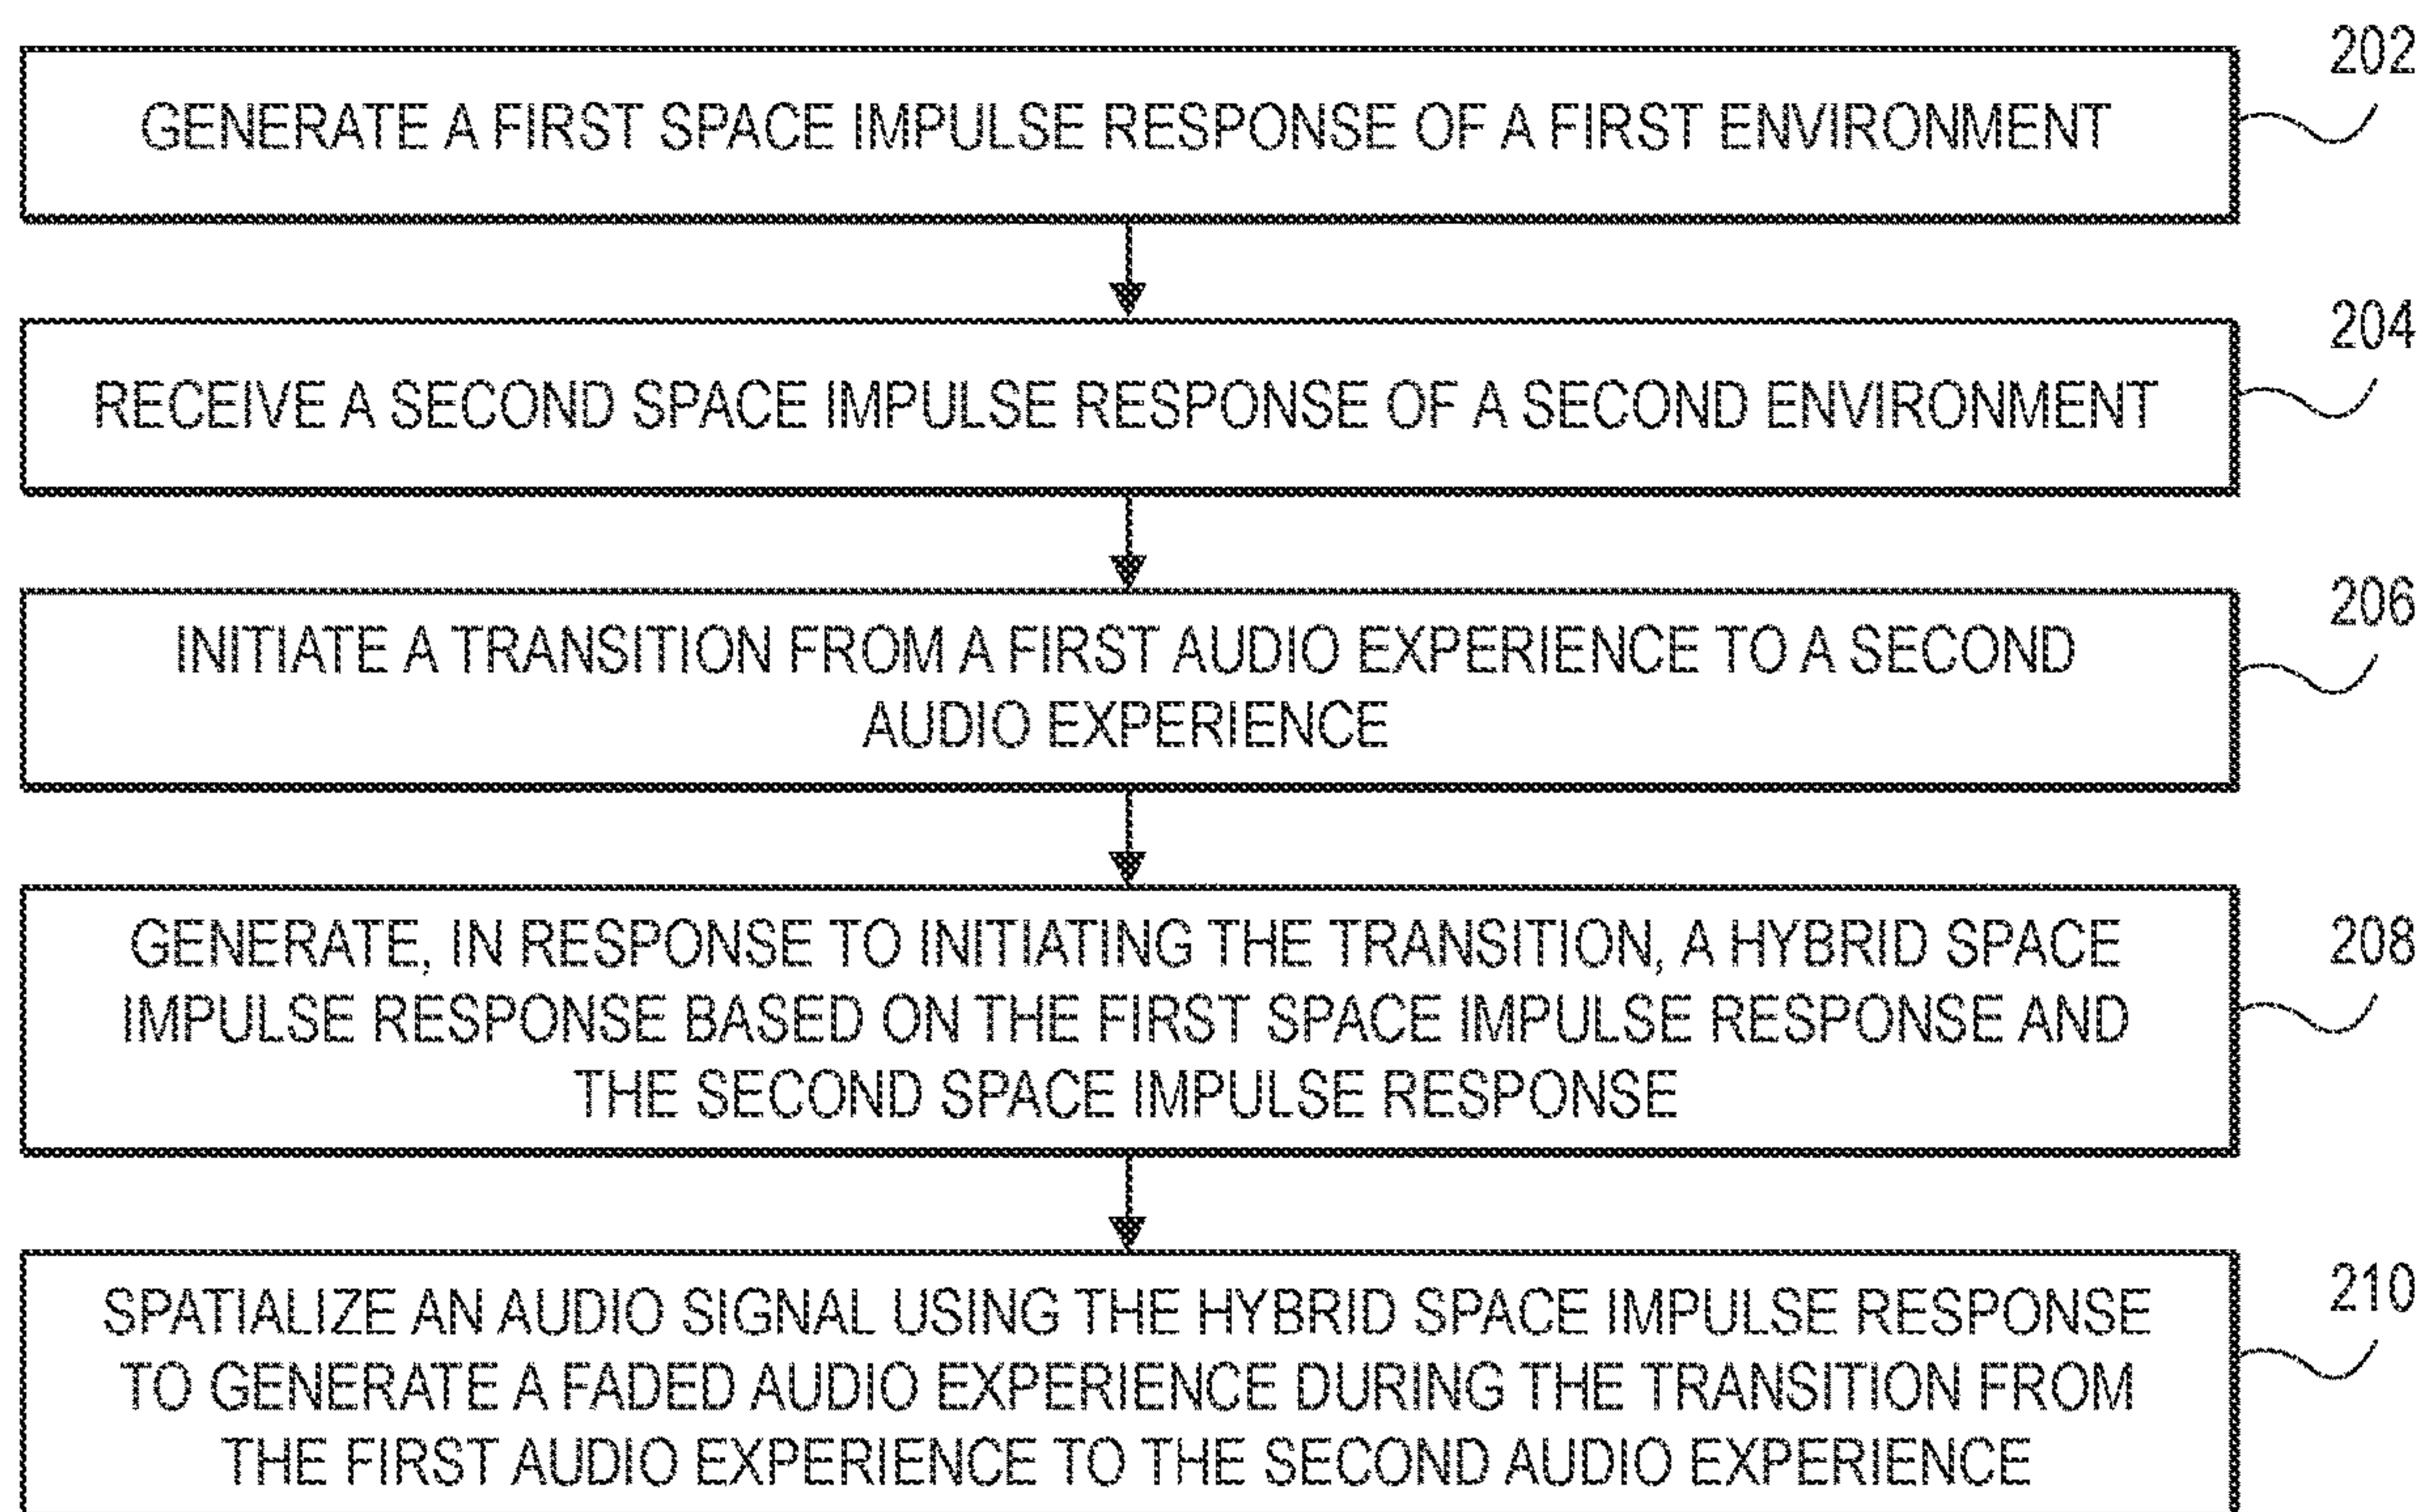 202
GENERATE A FIRST SPACE IMPULSE RESPONSE OF A FIRST ENVIRONMENT
204
RECEIVE A SECOND SPACE IMPULSE RESPONSE OF A SECOND ENVIRONMENT
206
INITIATE A TRANSITION FROM A FIRST AUDIO EXPERIENCE TO A SECOND
AUDIO EXPERIENCE
208
GENERATE, IN RESPONSE TO INITIATING THE TRANSITION, A HYBRID SPACE
IMPULSE RESPONSE BASED ON THE FIRST SPACE IMPULSE RESPONSE AND
THE SECOND SPACE IMPULSE RESPONSE
210
SPATIALIZE AN AUDIO SIGNAL USING THE HYBRID SPACE IMPULSE RESPONSE
TO GENERATE A FADED AUDIO EXPERIENCE DURING THE TRANSITION FROM
THE FIRST AUDIO EXPERIENCE TO THE SECOND AUDIO EXPERIENCE